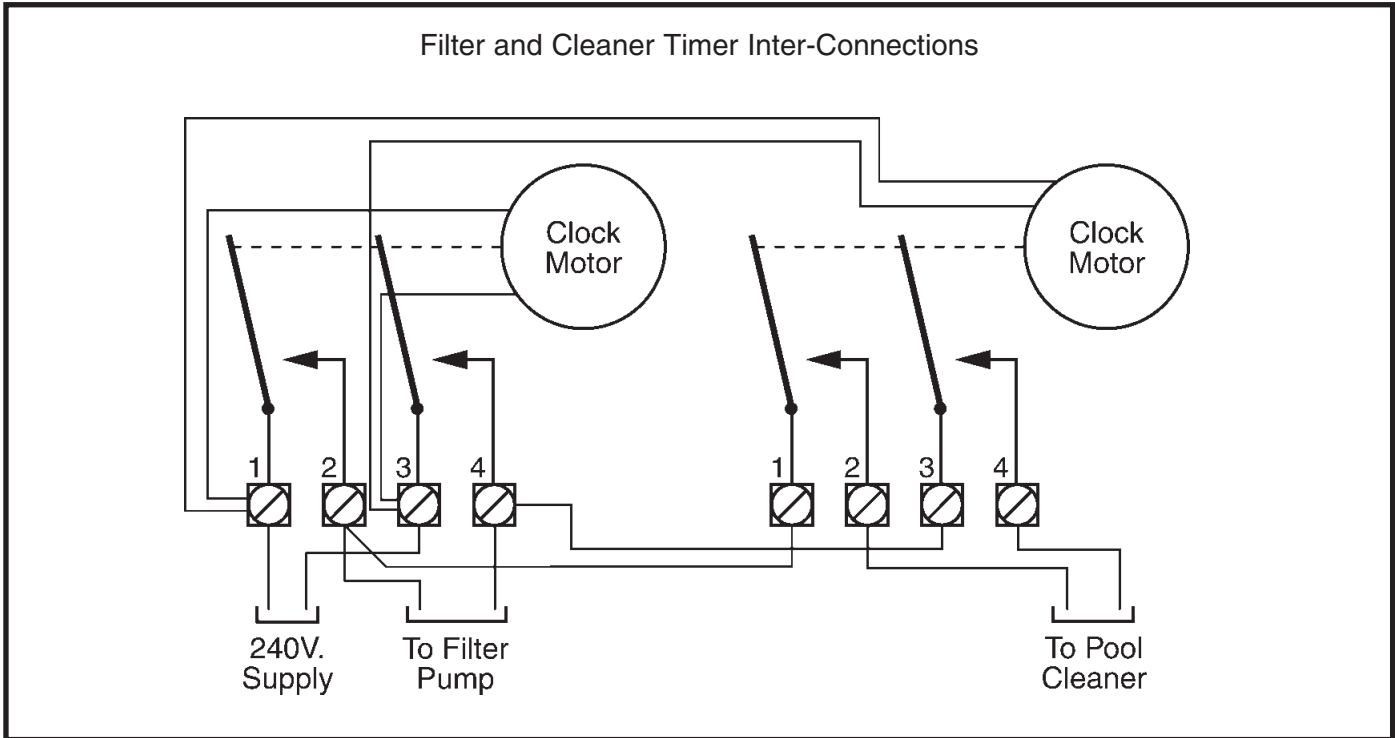 Filter and Cleaner Timer Inter-Connections
Clock
Motor
Clock
Motor
1 2 3 4
1 2 3 4
240V.
Supply
To Filter
Pump
To Pool
Cleaner